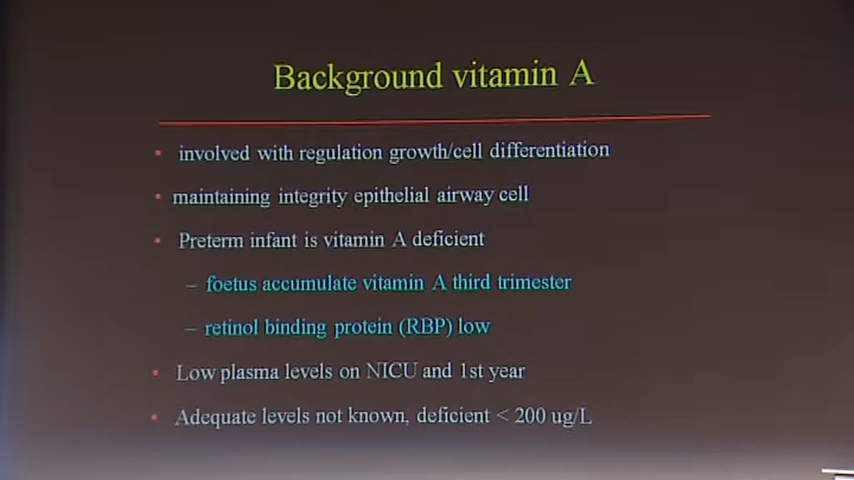 Background vitamin A
involved with regulation growth/cell differentiation
maintaining integrity epithelial airway cell
Preterm infant is vitamin A deficient
– foetus accumulate vitamin A third trimester
– retinol binding protein (RBP) low
Low plasma levels on NICU and 1st year
Adequate levels not known, deficient < 200 ug/L